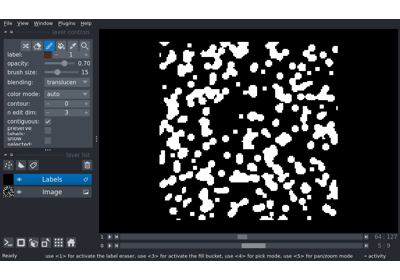 File View Window Plugins Help
layer controls
label: 1
opacity: 0.70
brush size: 15
blending: translucen
color mode: auto
contour: 0
n edit dim: 3
contiguous:
preserve labels:
show selected:
layer list
Labels
Image
1 64 127
0 5 9
Ready use <1> for activate the label eraser, use <3> for activate the fill bucket, use <4> for pick mode, use <5> for pan/zoom mode activity